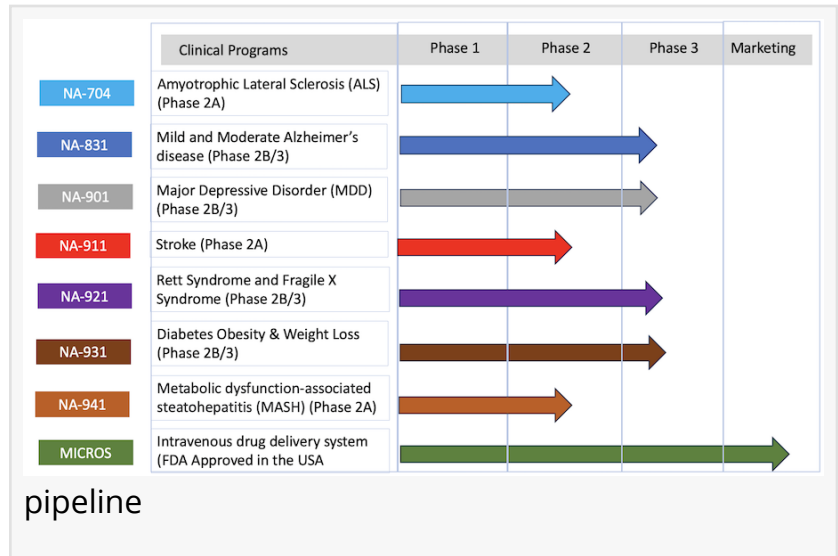 Clinical Programs Phase 1 Phase 2 Phase 3 Marketing
NA-704 Amyotrophic Lateral Sclerosis (ALS)
(Phase 2A)
NA-831 Mild and Moderate Alzheimer's
disease (Phase 2B/3)
NA-901 Major Depressive Disorder (MDD)
(Phase 2B/3)
NA-911 Stroke (Phase 2A)
NA-921 Rett Syndrome and Fragile X
Syndrome (Phase 2B/3)
NA-931 Diabetes Obesity & Weight Loss
(Phase 2B/3)
NA-941 Metabolic dysfunction-associated
steatohepatitis (MASH) (Phase 2A)
MICROS Intravenous drug delivery system
(FDA Approved in the USA
pipeline